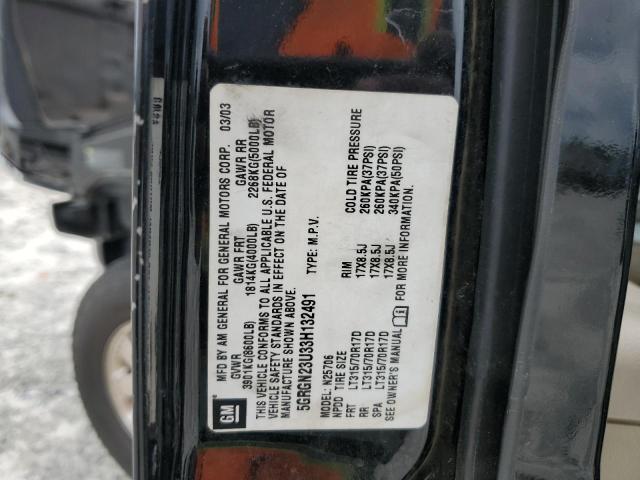 GM
MFD BY AM GENERAL FOR GENERAL MOTORS CORP. 03/03
GVWR GAWR FRT GAWR RR
3901KG(8600LB) 1814KG(4000LB) 2268KG(5000LB)
THIS VEHICLE CONFORMS TO ALL APPLICABLE U.S. FEDERAL MOTOR
VEHICLE SAFETY STANDARDS IN EFFECT ON THE DATE OF
MANUFACTURE SHOWN ABOVE.
5GRGN23U33H132491 TYPE: M.P.V.
MODEL: N25706
NPDD TIRE SIZE RIM COLD TIRE PRESSURE
FRT LT315/70R17D 17X8.5J 260KPA(37PSI)
RR LT315/70R17D 17X8.5J 260KPA(37PSI)
SPA LT315/70R17D 17X8.5J 340KPA(50PSI)
SEE OWNER'S MANUAL FOR MORE INFORMATION.